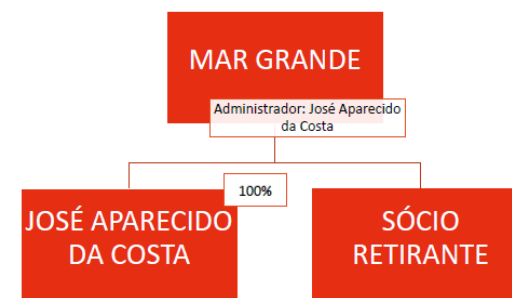 MAR GRANDE
Administrador: José Aparecido
da Costa
100%
JOSÉ APARECIDO
DA COSTA
SÓCIO
RETIRANTE